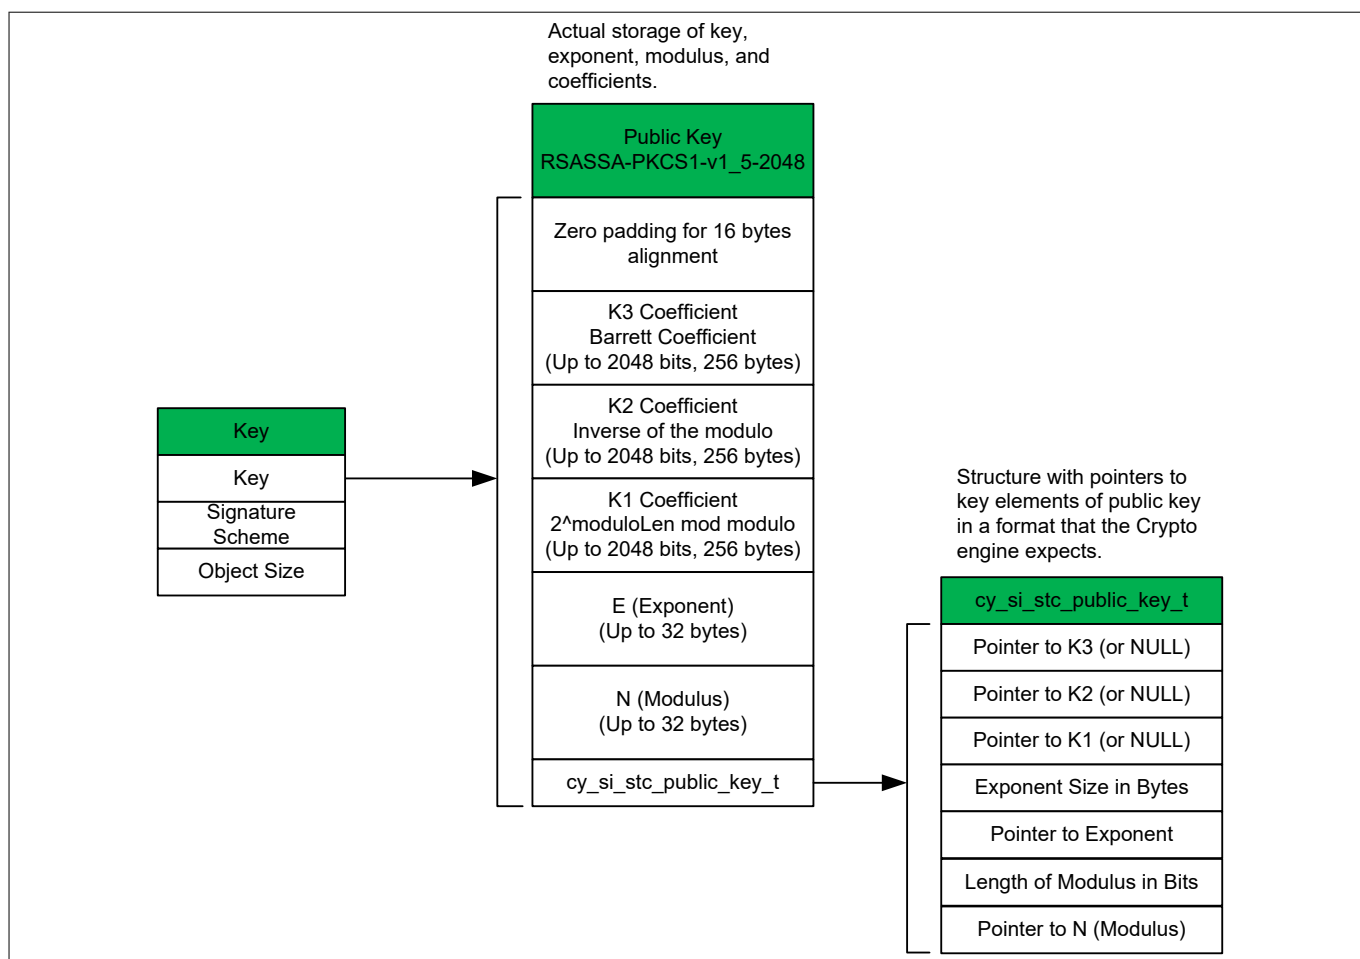 Actual storage of key,
exponent, modulus, and
coefficients.
Public Key
RSASSA-PKCS1-v1_5-2048
Zero padding for 16 bytes
alignment
K3 Coefficient
Barrett Coefficient
(Up to 2048 bits, 256 bytes)
K2 Coefficient
Inverse of the modulo
(Up to 2048 bits, 256 bytes)
K1 Coefficient
2^moduloLen mod modulo
(Up to 2048 bits, 256 bytes)
E (Exponent)
(Up to 32 bytes)
N (Modulus)
(Up to 32 bytes)
cy_si_stc_public_key_t
Key
Key
Signature
Scheme
Object Size
Structure with pointers to
key elements of public key
in a format that the Crypto
engine expects.
cy_si_stc_public_key_t
Pointer to K3 (or NULL)
Pointer to K2 (or NULL)
Pointer to K1 (or NULL)
Exponent Size in Bytes
Pointer to Exponent
Length of Modulus in Bits
Pointer to N (Modulus)